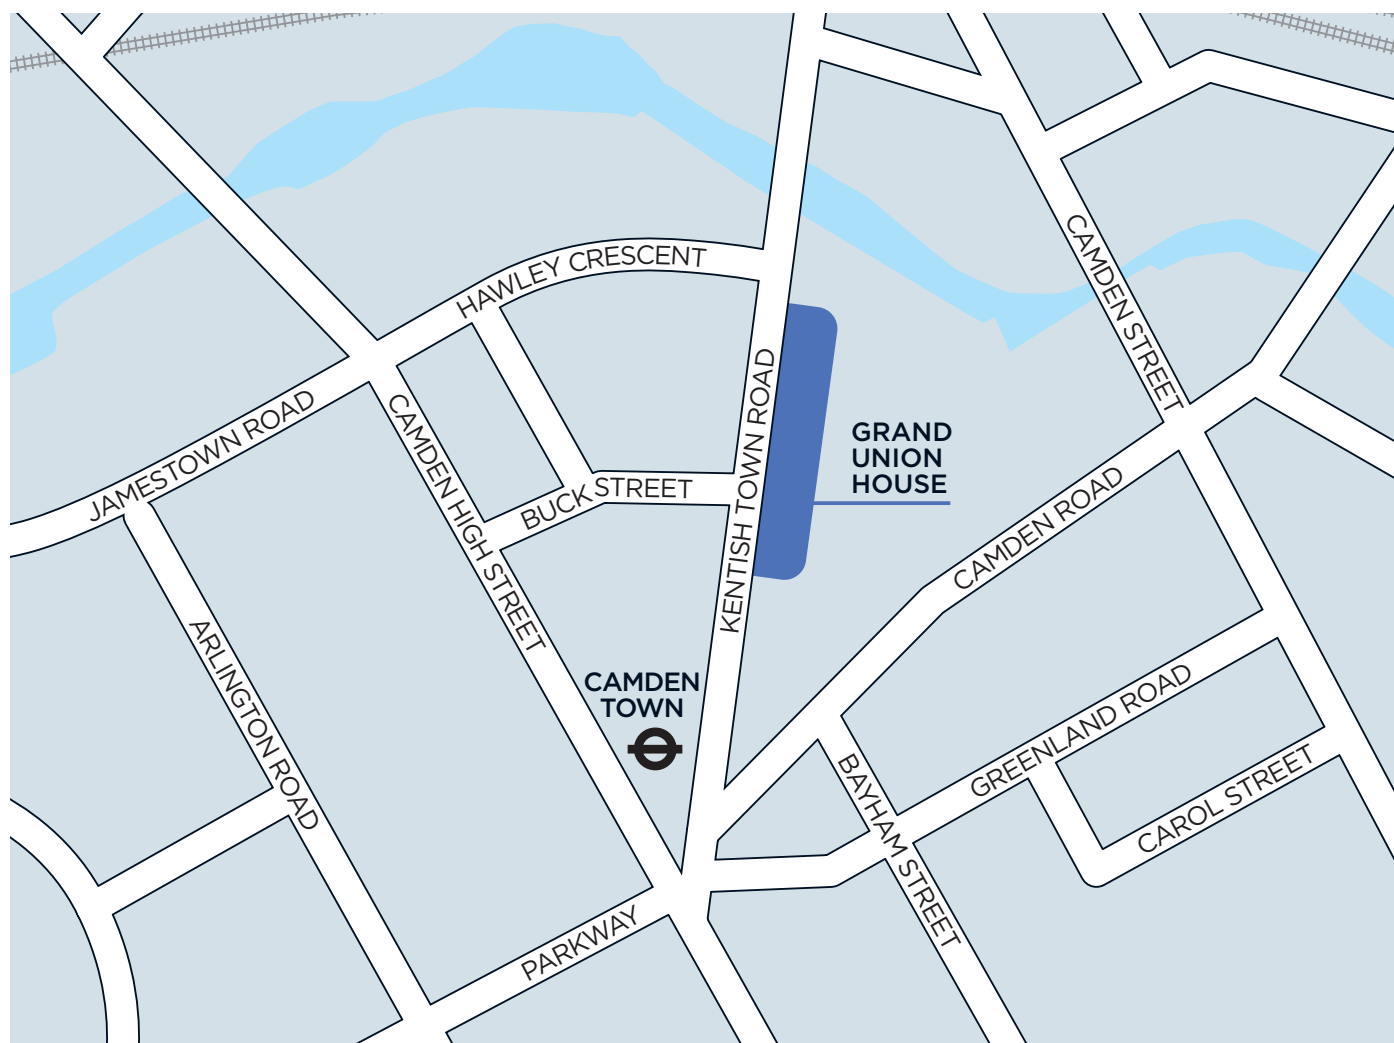 CAMDEN STREET
HAWLEY CRESCENT
KENTISH TOWN ROAD
JAMESTOWN ROAD
CAMDEN HIGH STREET
GRAND
UNION
HOUSE
BUCK STREET
CAMDEN ROAD
ARLINGTON ROAD
CAMDEN
TOWN
GREENLAND ROAD
BAYHAM STREET
CAROL STREET
PARKWAY